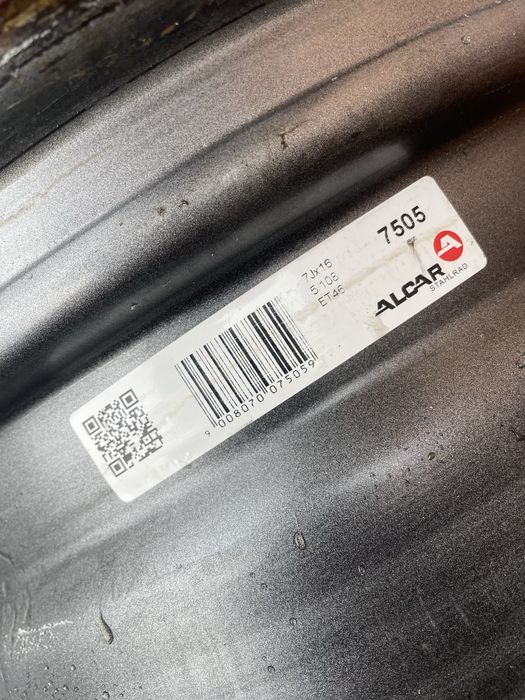 7505
7Jx16
5/108
ET46
ALCAR
STAHLRAD
9 008070 075059